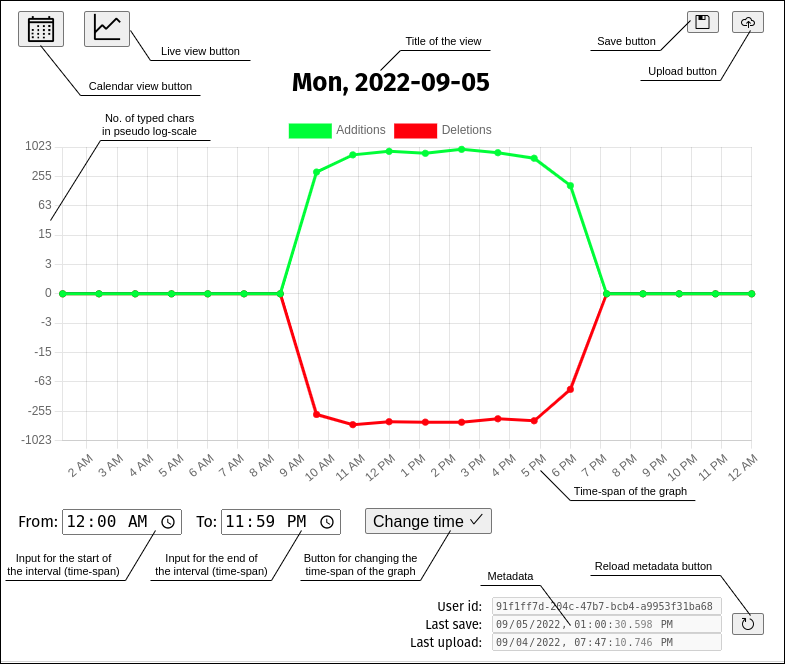 Live view button
Title of the view
Save button
Upload button
Calendar view button
Mon, 2022-09-05
No. of typed chars
in pseudo log-scale
Additions
Deletions
1023
255
63
15
3
0
-3
-15
-63
-255
-1023
2 AM
3 AM
4 AM
5 AM
6 AM
7 AM
8 AM
9 AM
10 AM
11 AM
12 PM
1 PM
2 PM
3 PM
4 PM
5 PM
6 PM
7 PM
8 PM
9 PM
10 PM
11 PM
12 AM
Time-span of the graph
From: 12:00 AM
To: 11:59 PM
Change time
Input for the start of
the interval (time-span)
Input for the end of
the interval (time-span)
Button for changing the
time-span of the graph
Metadata
Reload metadata button
User id: 91f1ff7d-204c-47b7-bcb4-a9953f31ba68
Last save: 09/05/2022, 01:00:30.598 PM
Last upload: 09/04/2022, 07:47:10.746 PM